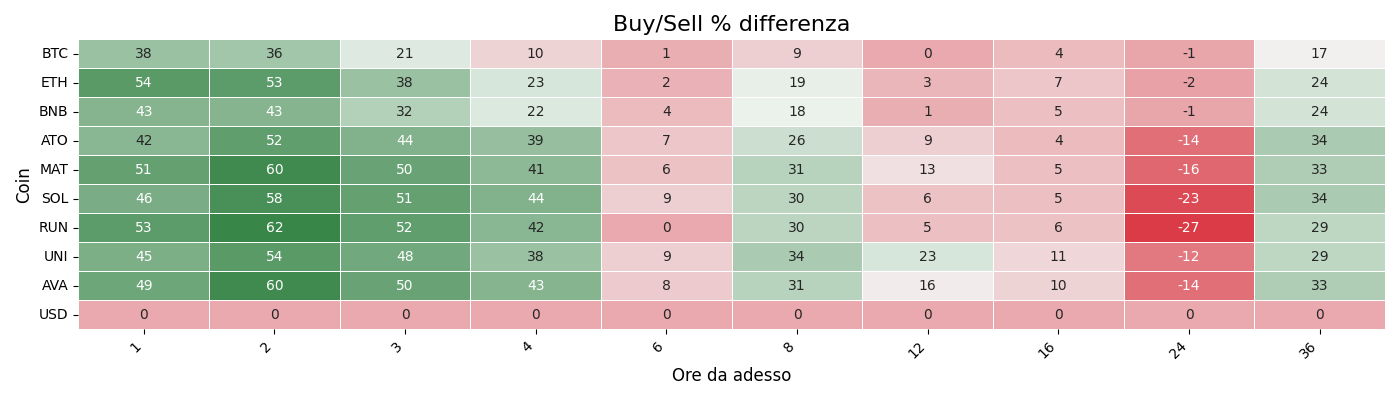 Buy/Sell % differenza
Coin
BTC 38 36 21 10 1 9 0 4 -1 17
ETH 54 53 38 23 2 19 3 7 -2 24
BNB 43 43 32 22 4 18 1 5 -1 24
ATO 42 52 44 39 7 26 9 4 -14 34
MAT 51 60 50 41 6 31 13 5 -16 33
SOL 46 58 51 44 9 30 6 5 -23 34
RUN 53 62 52 42 0 30 5 6 -27 29
UNI 45 54 48 38 9 34 23 11 -12 29
AVA 49 60 50 43 8 31 16 10 -14 33
USD 0 0 0 0 0 0 0 0 0 0
1 2 3 4 6 8 12 16 24 36
Ore da adesso